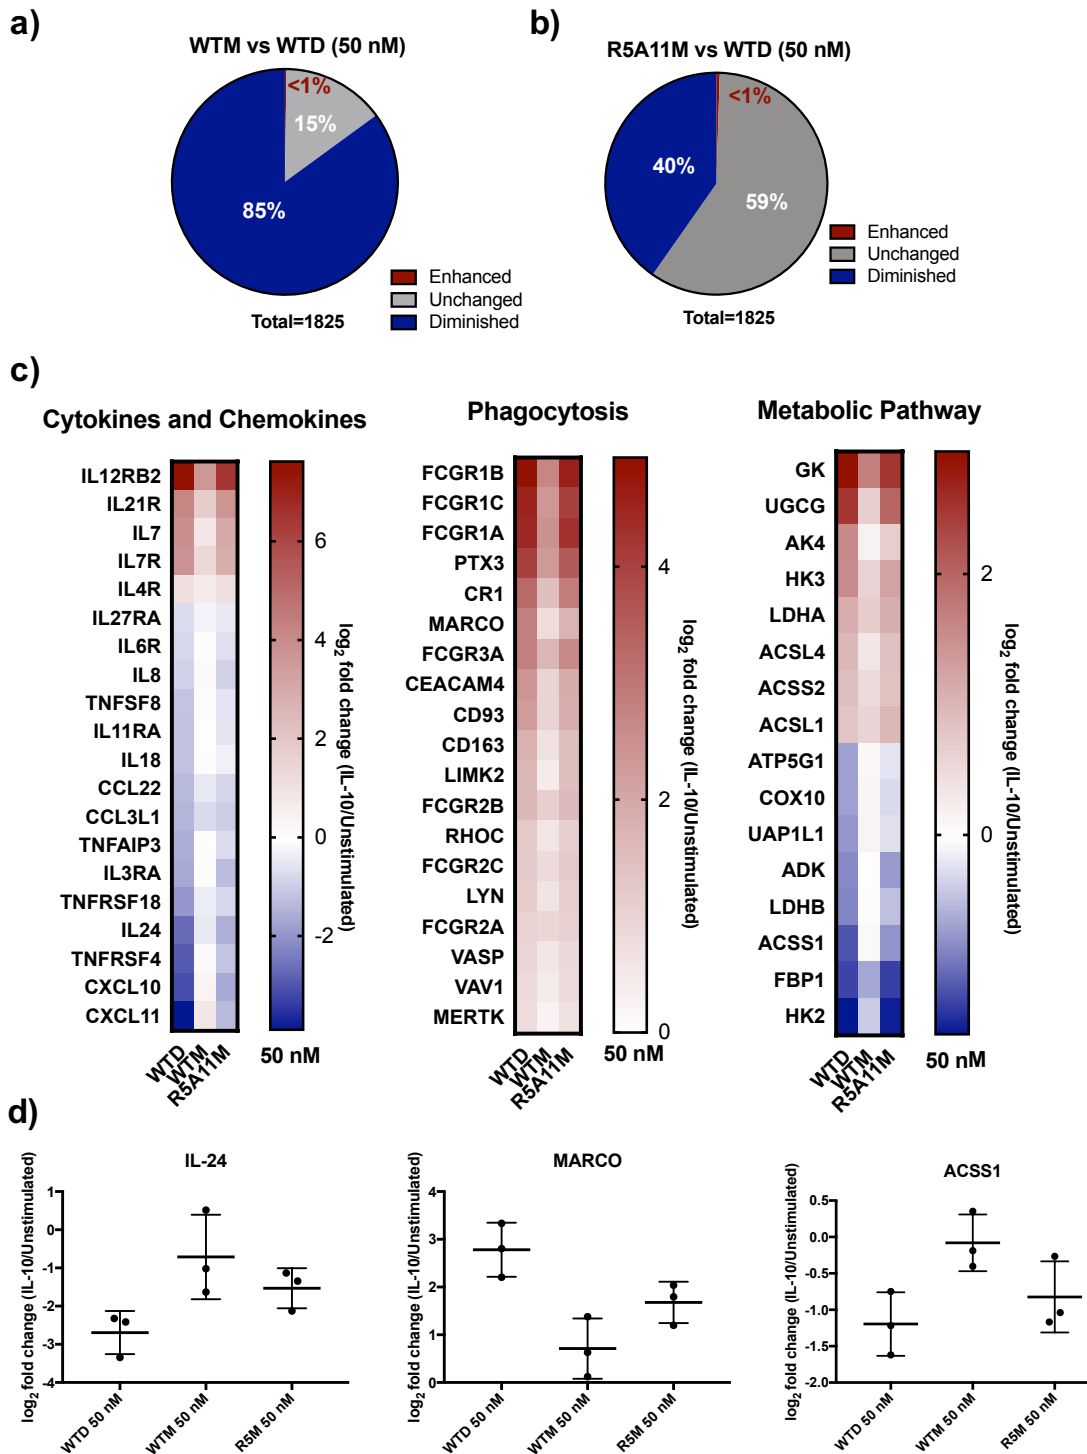 a)
WTM vs WTD (50 nM)
<1%
15%
85%
Enhanced
Unchanged
Diminished
Total=1825
b)
R5A11M vs WTD (50 nM)
<1%
40%
59%
Enhanced
Unchanged
Diminished
Total=1825
c)
Cytokines and Chemokines
IL12RB2
IL21R
IL7
IL7R
IL4R
IL27RA
IL6R
IL8
TNFSF8
IL11RA
IL18
CCL22
CCL3L1
TNFAIP3
IL3RA
TNFRSF18
IL24
TNFRSF4
CXCL10
CXCL11
WTD
WTM
R5A11M
6
4
2
0
-2
log2 fold change (IL-10/Unstimulated)
50 nM
Phagocytosis
FCGR1B
FCGR1C
FCGR1A
PTX3
CR1
MARCO
FCGR3A
CEACAM4
CD93
CD163
LIMK2
FCGR2B
RHOC
FCGR2C
LYN
FCGR2A
VASP
VAV1
MERTK
WTD
WTM
R5A11M
4
2
0
log2 fold change (IL-10/Unstimulated)
50 nM
Metabolic Pathway
GK
UGCG
AK4
HK3
LDHA
ACSL4
ACSS2
ACSL1
ATP5G1
COX10
UAP1L1
ADK
LDHB
ACSS1
FBP1
HK2
WTD
WTM
R5A11M
2
0
log2 fold change (IL-10/Unstimulated)
50 nM
d)
IL-24
log2 fold change (IL-10/Unstimulated)
1
0
-1
-2
-3
-4
WTD 50 nM
WTM 50 nM
R5M 50 nM
MARCO
log2 fold change (IL-10/Unstimulated)
4
3
2
1
0
WTD 50 nM
WTM 50 nM
R5M 50 nM
ACSS1
log2 fold change (IL-10/Unstimulated)
0.5
0.0
-0.5
-1.0
-1.5
-2.0
WTD 50 nM
WTM 50 nM
R5M 50 nM